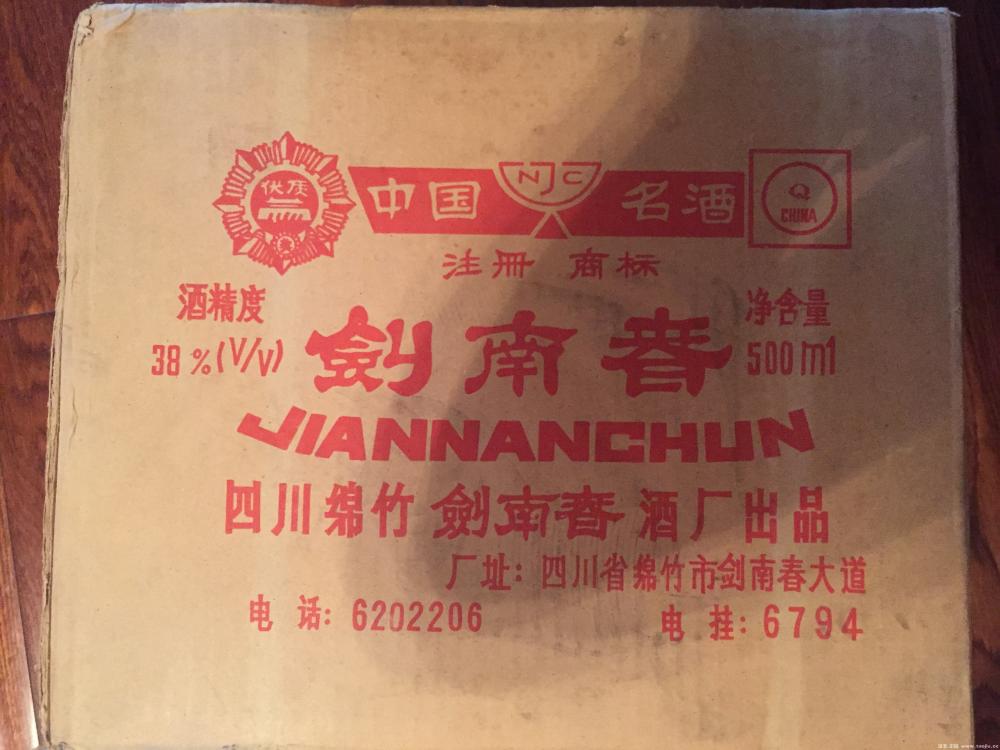 优质
中国 NJC 名酒
Q
CHINA
注册 商标
酒精度
38%(V/V)
净含量
500ml
剑南春
JIANNANCHUN
四川绵竹剑南春酒厂出品
厂址:四川省绵竹市剑南春大道
电 话: 6202206 电 挂: 6794